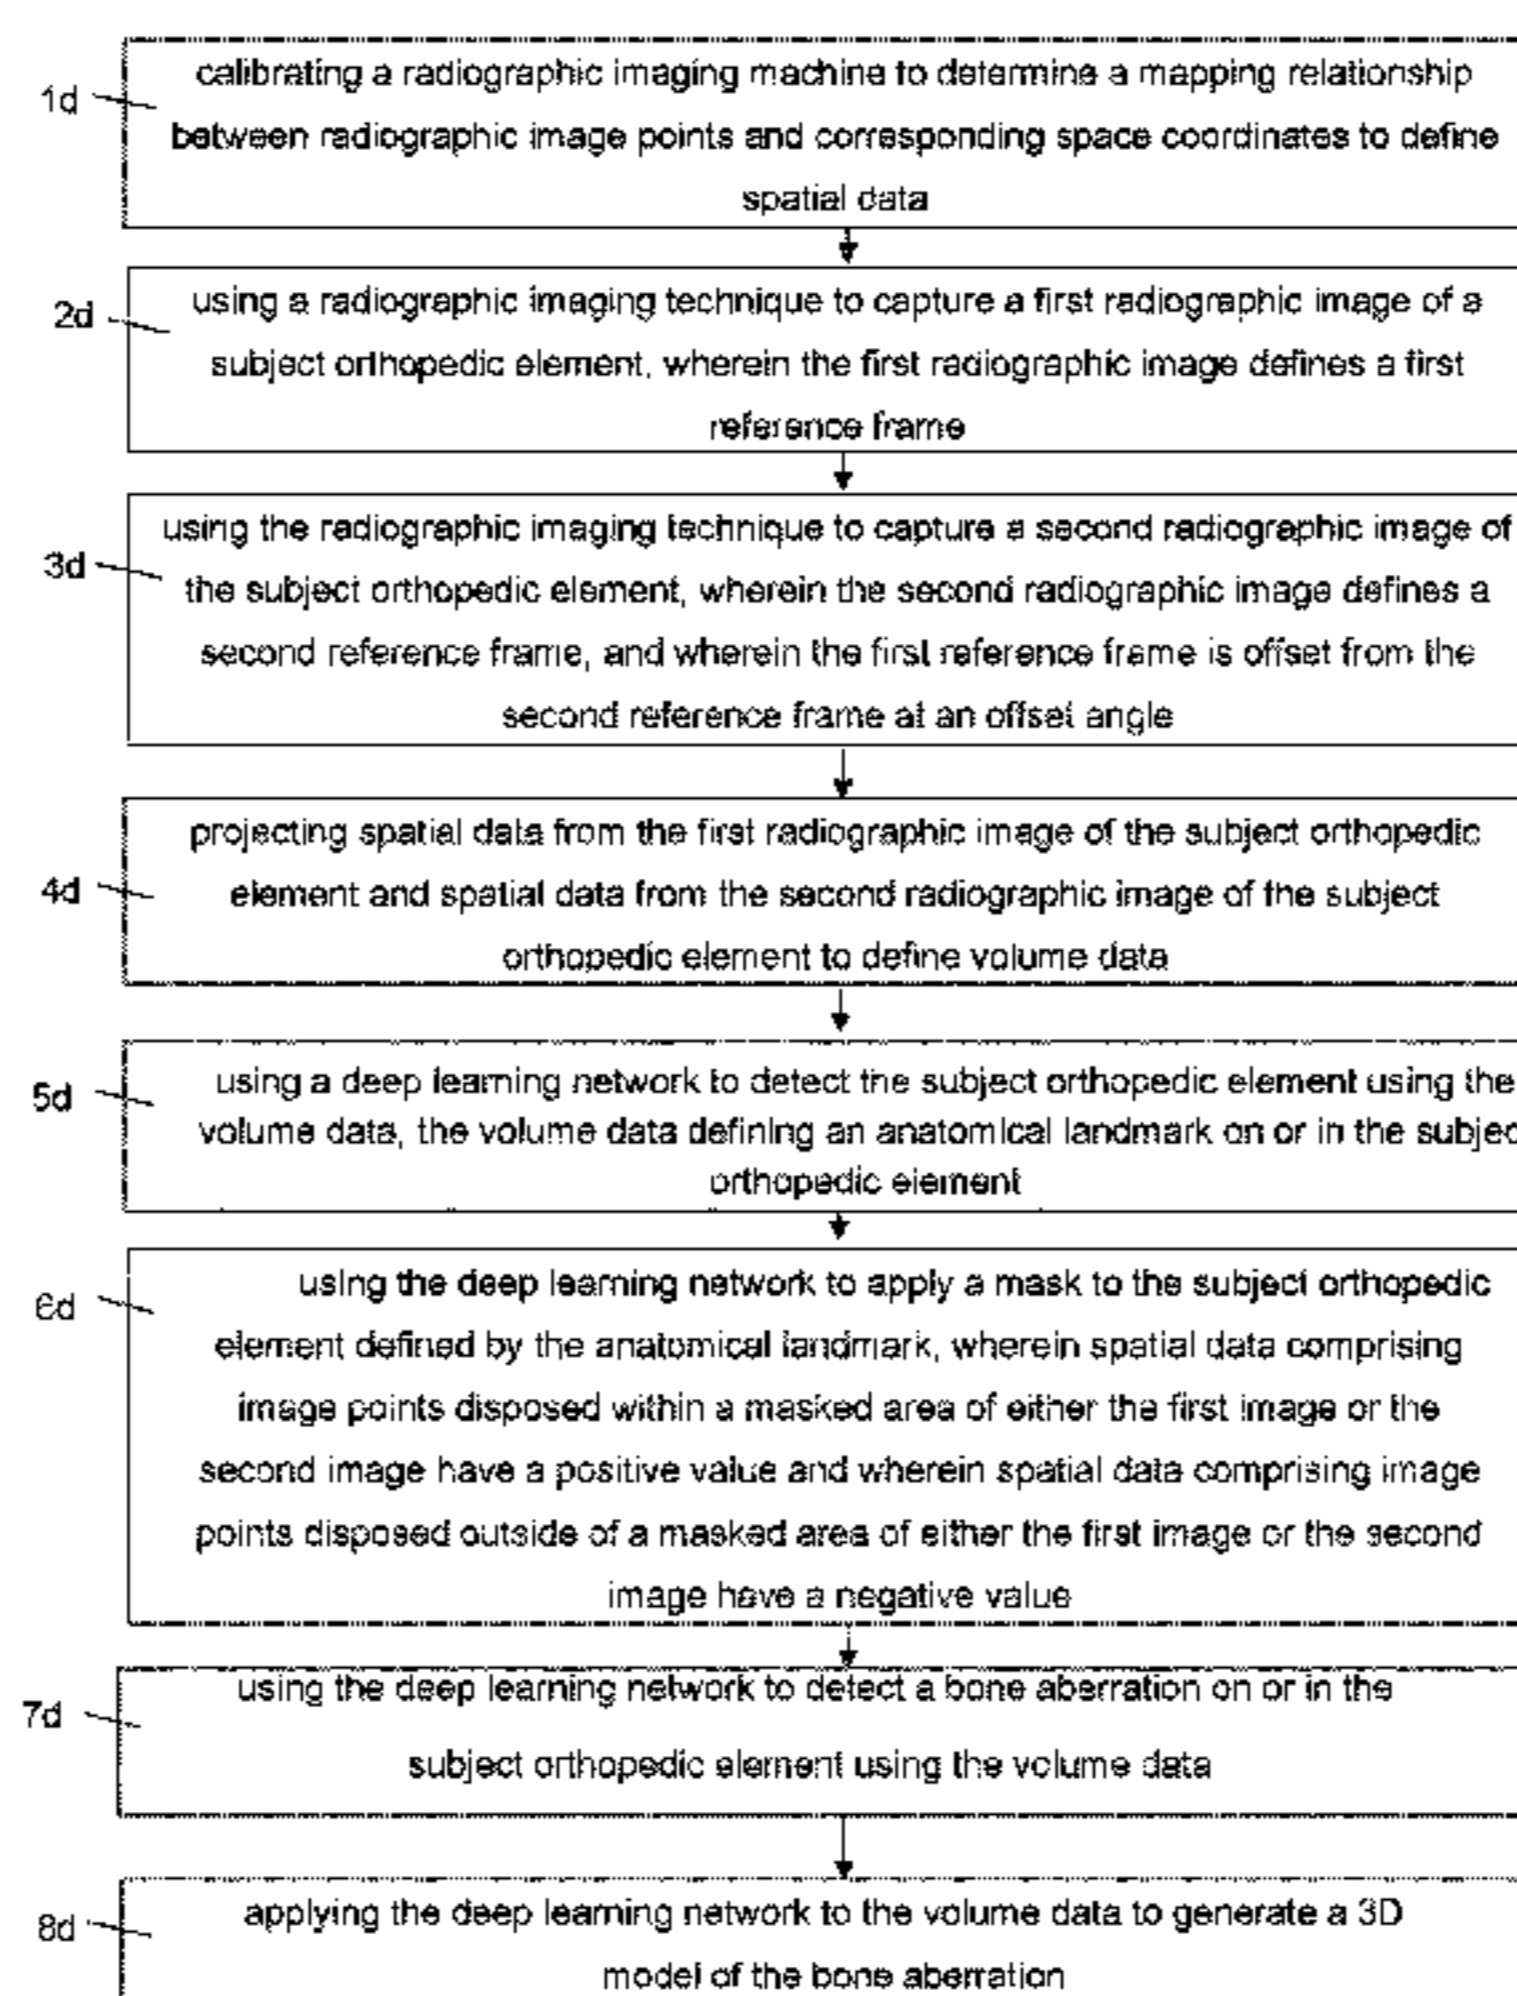 1d
calibrating a radiographic imaging machine to determine a mapping relationship
between radiographic image points and corresponding space coordinates to define
spatial data
2d
using a radiographic imaging technique to capture a first radiographic image of a
subject orthopedic element, wherein the first radiographic image defines a first
reference frame
3d
using the radiographic imaging technique to capture a second radiographic image of
the subject orthopedic element, wherein the second radiographic image defines a
second reference frame, and wherein the first reference frame is offset from the
second reference frame at an offset angle
4d
projecting spatial data from the first radiographic image of the subject orthopedic
element and spatial data from the second radiographic image of the subject
orthopedic element to define volume data
5d
using a deep learning network to detect the subject orthopedic element using the
volume data, the volume data defining an anatomical landmark on or in the subjec
orthopedic element
6d
using the deep learning network to apply a mask to the subject orthopedic
element defined by the anatomical landmark, wherein spatial data comprising
image points disposed within a masked area of either the first image or the
second image have a positive value and wherein spatial data comprising image
points disposed outside of a masked area of either the first image or the second
image have a negative value
7d
using the deep learning network to detect a bone aberration on or in the
subject orthopedic element using the volume data
8d
applying the deep learning network to the volume data to generate a 3D
model of the bone aberration